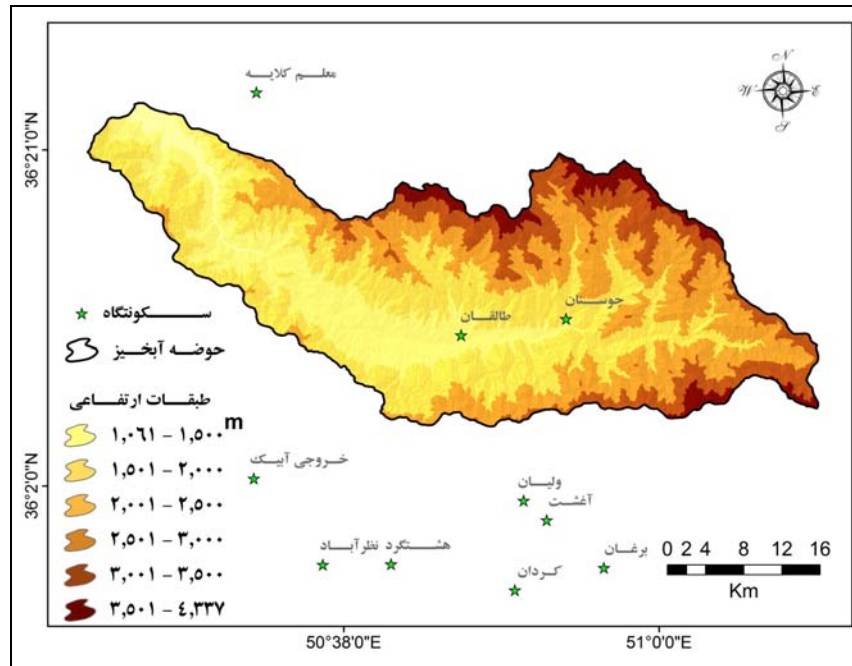 معلم کلایه
N
W E
S
36°21'0"N
جوستان
طالقان
سکونتگاه
حوضه آبخیز
طبقات ارتفاعی
m
۱,۰۶۱ - ۱,۵۰۰
۱,۵۰۱ - ۲,۰۰۰
۲,۰۰۱ - ۲,۵۰۰
۲,۵۰۱ - ۳,۰۰۰
۳,۰۰۱ - ۳,۵۰۰
۳,۵۰۱ - ۴,۳۳۷
خروجی آبیک
36°2'0"N
ولیان
آغشت
هشتگرد نظرآباد
کردان
برغان
0 2 4 8 12 16
Km
50°38'0"E 51°0'0"E